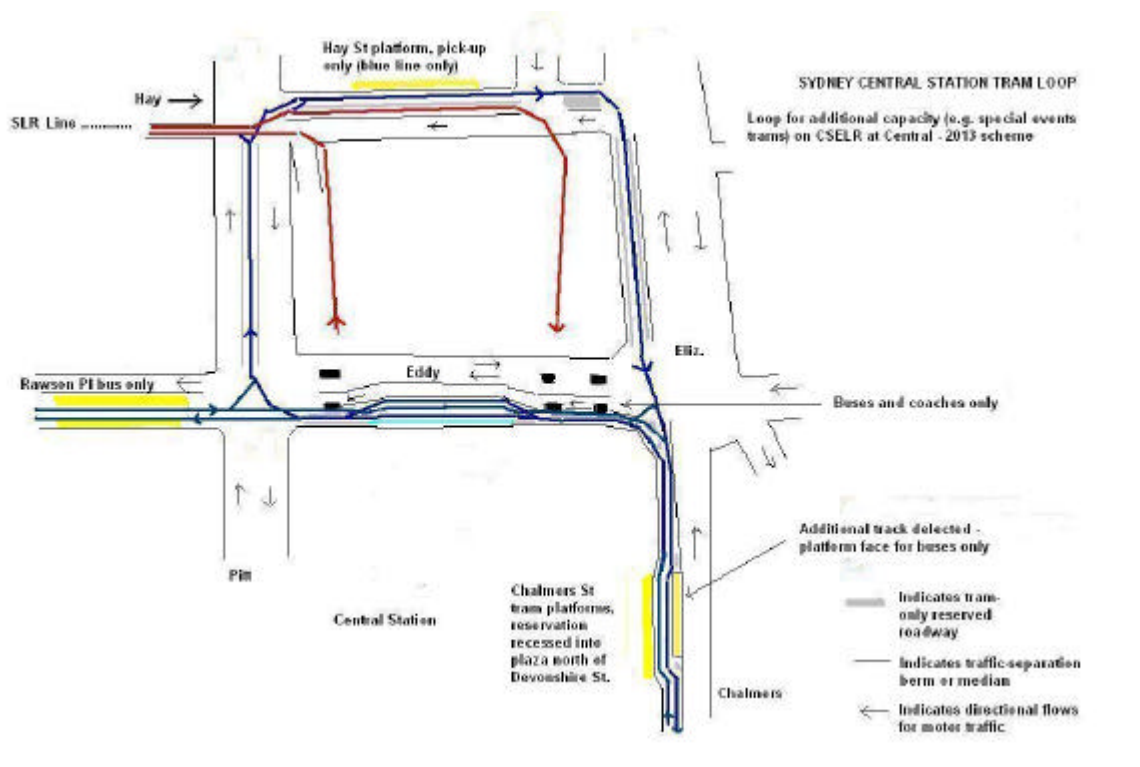 Hay St platform, pick-up
only (blue line only)
SYDNEY CENTRAL STATION TRAM LOOP
Hay
SLR Line ............
Loop for additional capacity (e.g. special events
trams) on CSELR at Central - 2013 scheme
Eliz.
Rawson Pl bus only
Eddy
Buses and coaches only
Additional track delected -
platform face for buses only
Pitt
Chalmers St
tram platforms,
reservation
recessed into
plaza north of
Devonshire St.
Central Station
Indicates tram-
only reserved
roadway
Indicates traffic-separation
berm or median
Chalmers
Indicates directional flows
for motor traffic